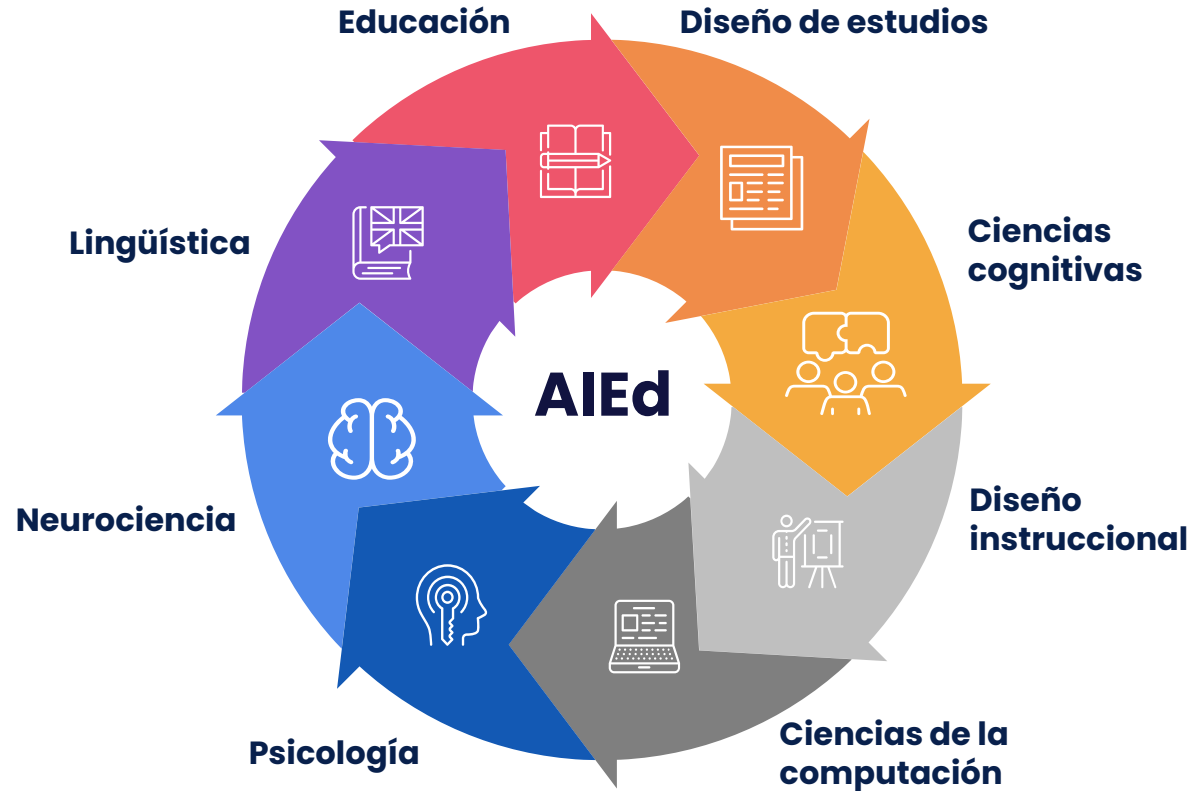 Educación
Diseño de estudios
Ciencias
cognitivas
Diseño
instruccional
Ciencias de la
computación
Psicología
Neurociencia
Lingüística
AIEd